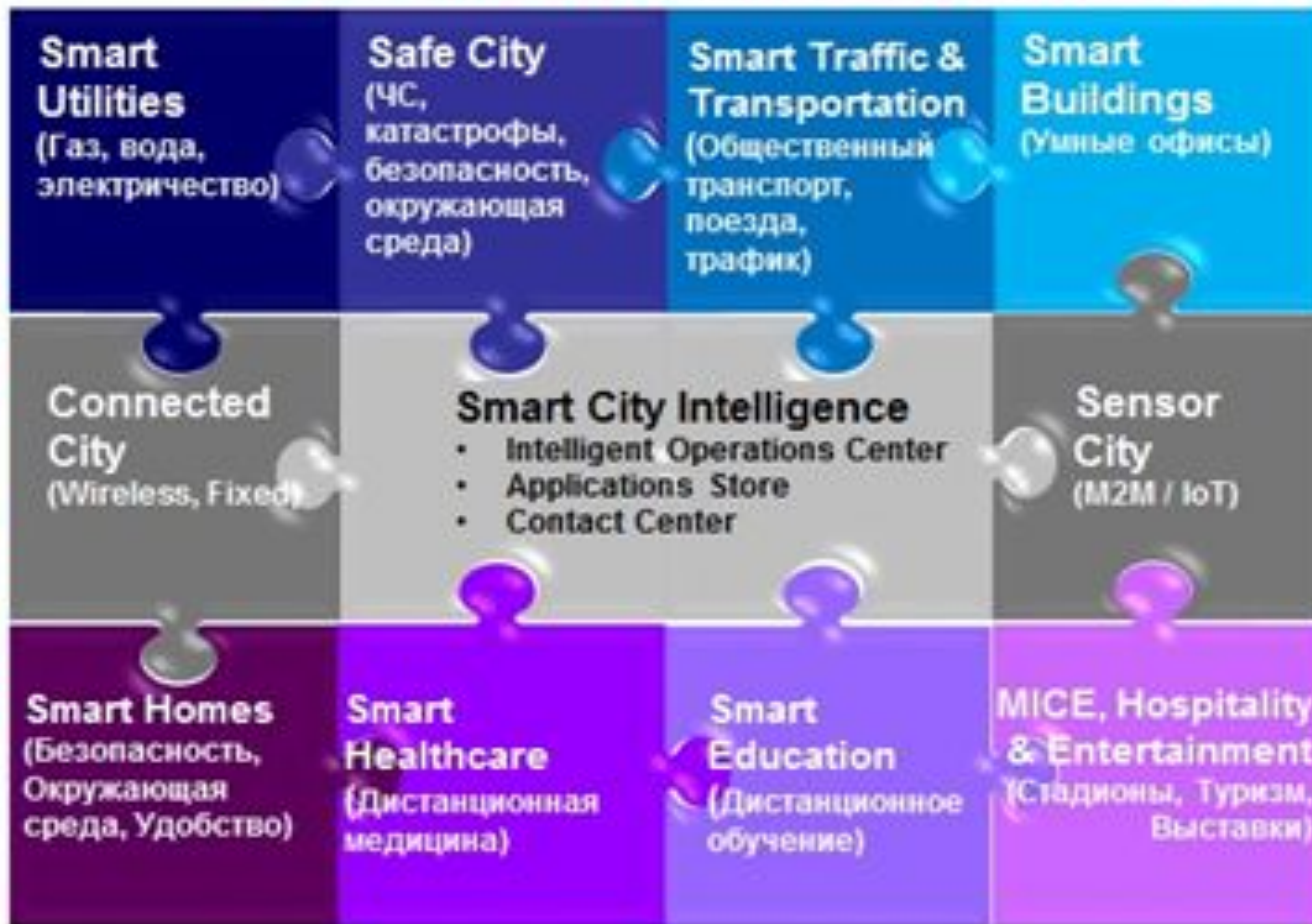 Smart
Utilities
(Газ, вода,
электричество)
Safe City
(ЧС,
катастрофы,
безопасность,
окружающая
среда)
Smart Traffic &
Transportation
(Общественный
транспорт,
поезда,
трафик)
Smart
Buildings
(Умные офисы)
Connected
City
(Wireless, Fixed)
Smart City Intelligence
• Intelligent Operations Center
• Applications Store
• Contact Center
Sensor
City
(M2M / IoT)
Smart Homes
(Безопасность,
Окружающая
среда, Удобство)
Smart
Healthcare
(Дистанционная
медицина)
Smart
Education
(Дистанционное
обучение)
MICE, Hospitality
& Entertainment
(Стадионы, Туризм,
Выставки)